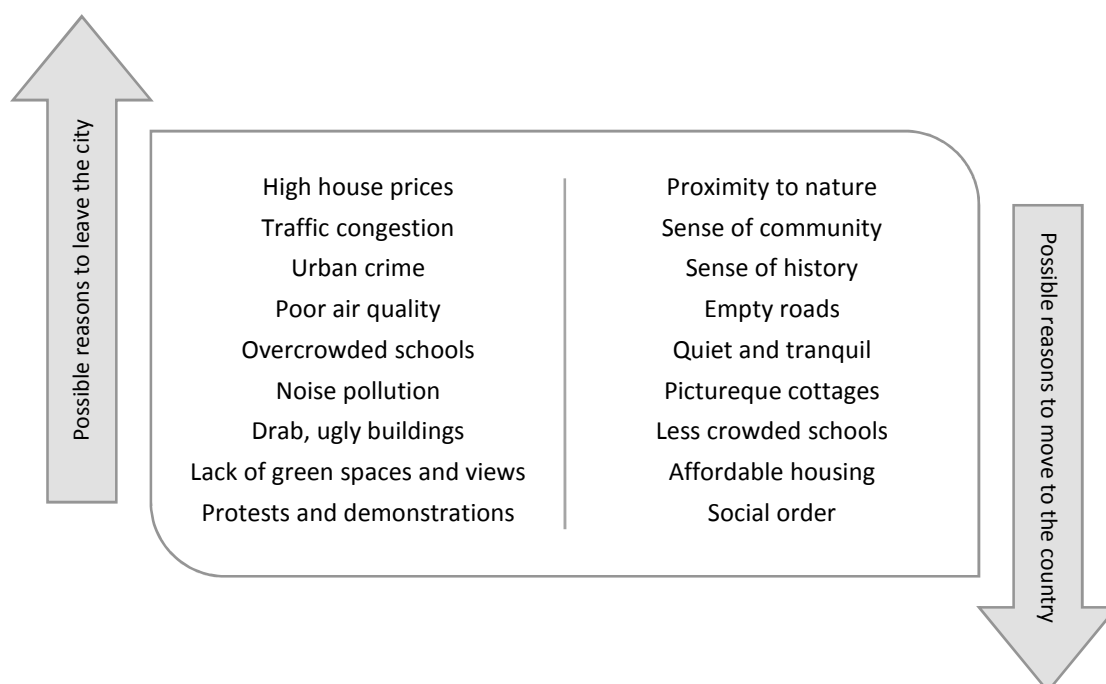 Possible reasons to leave the city
High house prices
Traffic congestion
Urban crime
Poor air quality
Overcrowded schools
Noise pollution
Drab, ugly buildings
Lack of green spaces and views
Protests and demonstrations
Proximity to nature
Sense of community
Sense of history
Empty roads
Quiet and tranquil
Pictureque cottages
Less crowded schools
Affordable housing
Social order
Possible reasons to move to the country